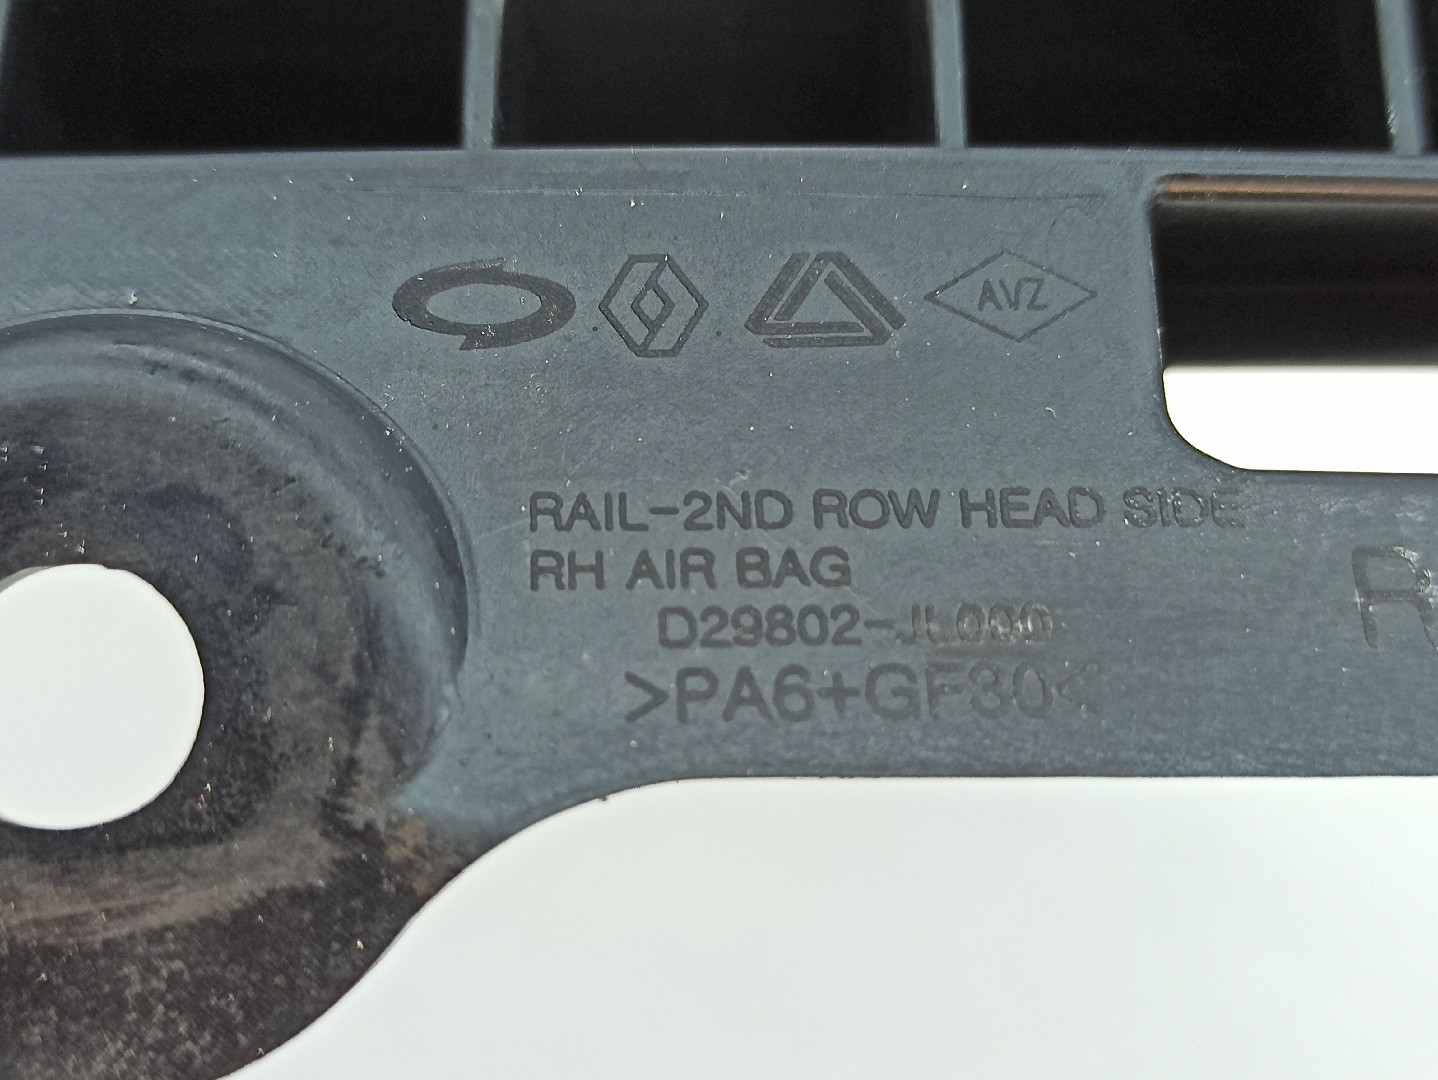 AVZ
RAIL-2ND ROW HEAD SIDE
RH AIR BAG
D29802-JL000
>PA6+GF30<
R